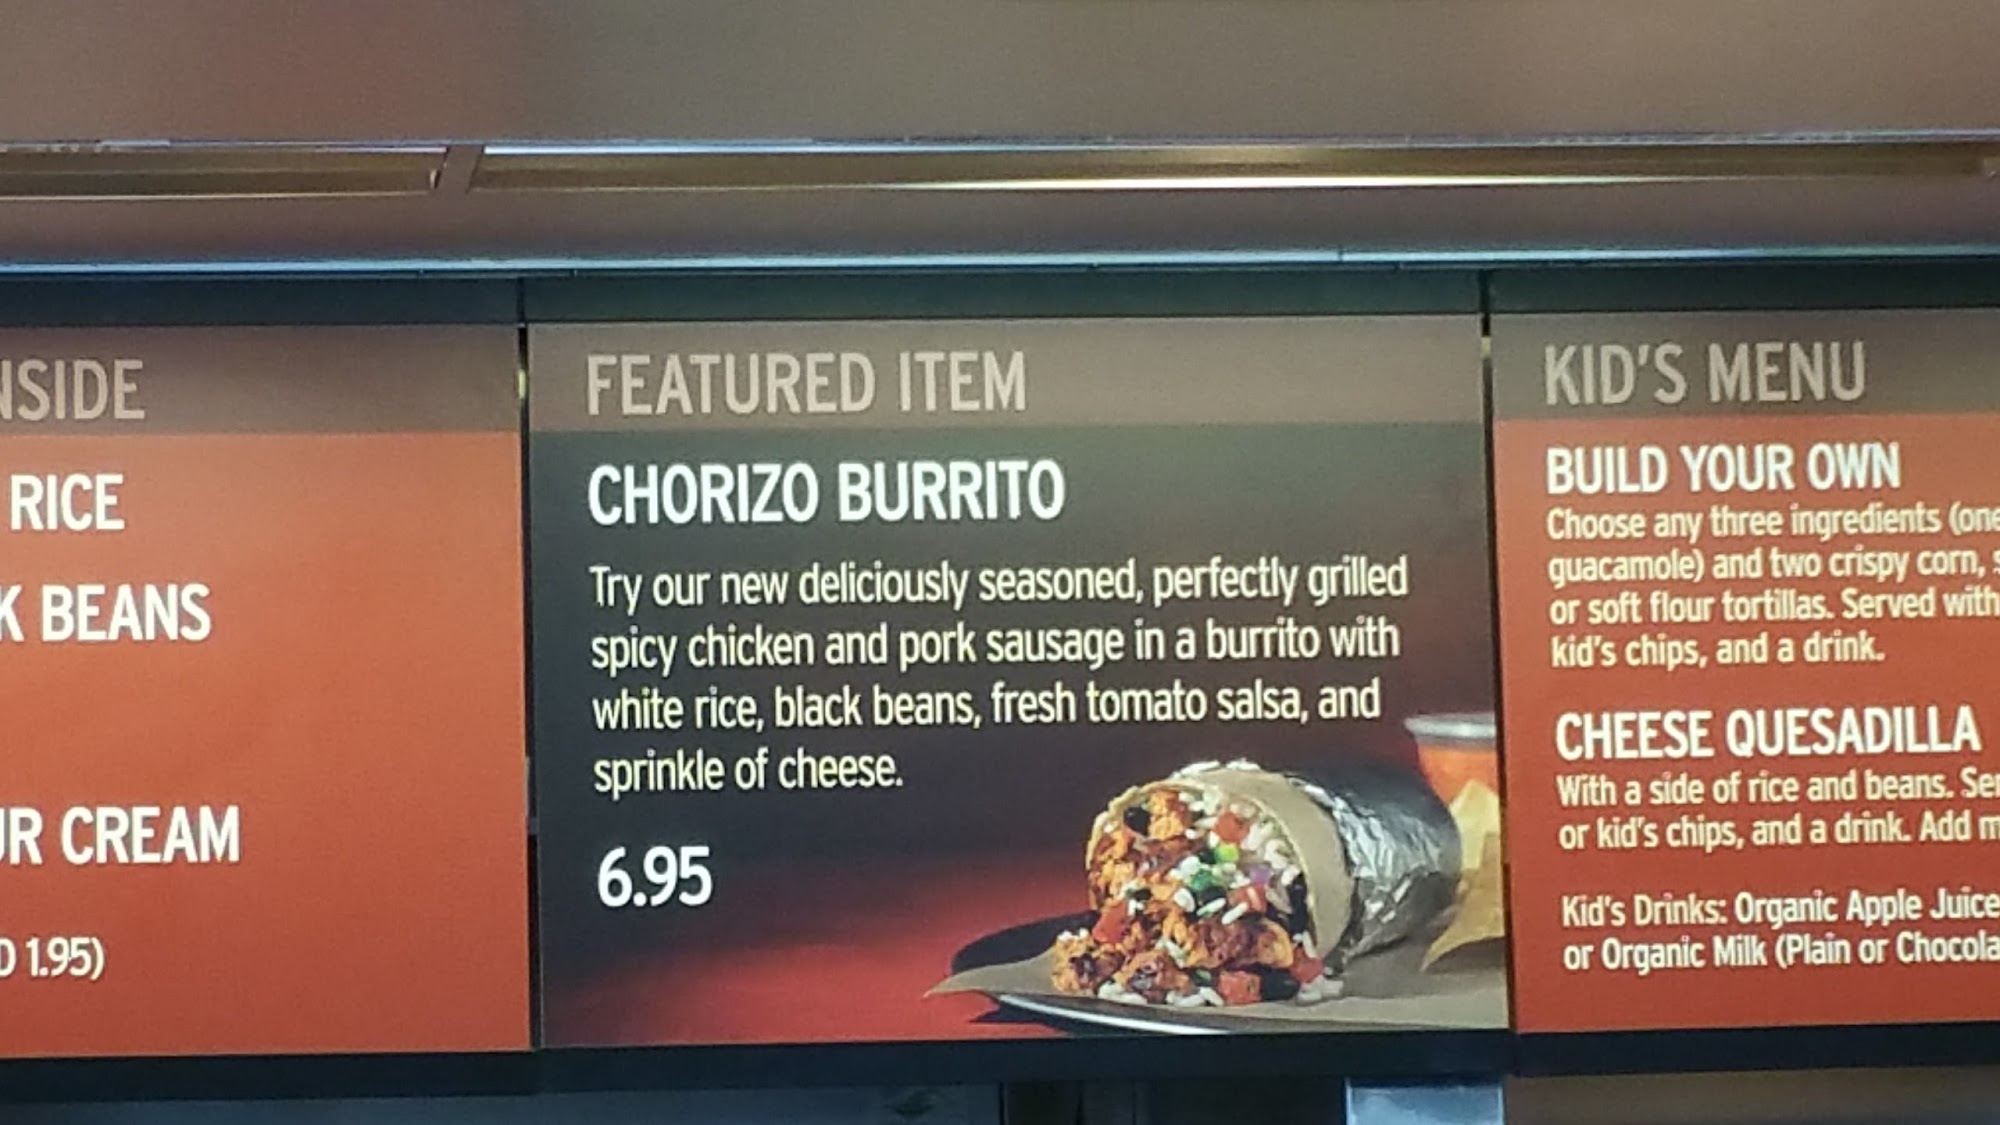 RICE
BEANS
CREAM
1.95)
FEATURED ITEM
CHORIZO BURRITO
Try our new deliciously seasoned, perfectly grilled
spicy chicken and pork sausage in a burrito with
white rice, black beans, fresh tomato salsa, and
sprinkle of cheese.
6.95
KID'S MENU
BUILD YOUR OWN
Choose any three ingredients (one
guacamole) and two crispy corn,
or soft flour tortillas. Served with
kid's chips, and a drink.
CHEESE QUESADILLA
With a side of rice and beans.
or kid's chips, and a drink. Add
Kid's Drinks: Organic Apple Juice
or Organic Milk (Plain or